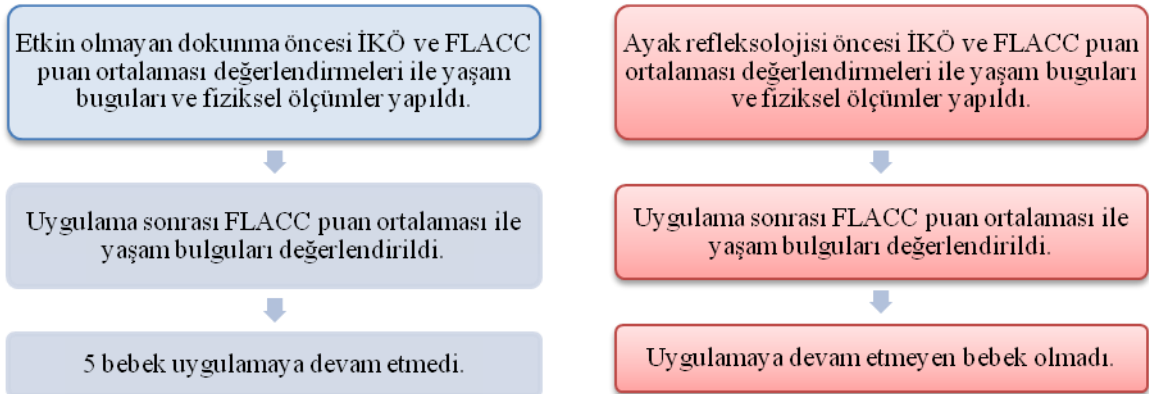 Etkin olmayan dokunma öncesi İKÖ ve FLACC
puan ortalaması değerlendirmeleri ile yaşam
buguları ve fiziksel ölçümler yapıldı.
Uygulama sonrası FLACC puan ortalaması ile
yaşam bulguları değerlendirildi.
5 bebek uygulamaya devam etmedi.
Ayak refleksolojisi öncesi İKÖ ve FLACC puan
ortalaması değerlendirmeleri ile yaşam buguları
ve fiziksel ölçümler yapıldı.
Uygulama sonrası FLACC puan ortalaması ile
yaşam bulguları değerlendirildi.
Uygulamaya devam etmeyen bebek olmadı.